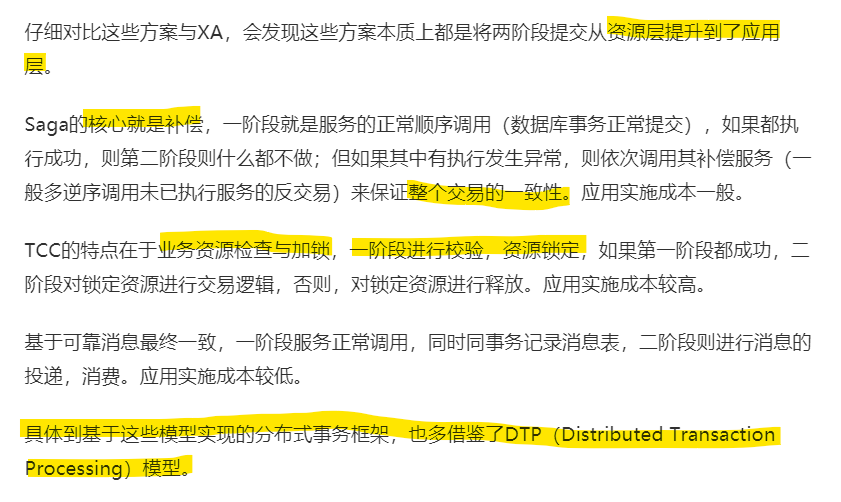 仔细对比这些方案与XA，会发现这些方案本质上都是将两阶段提交从资源层提升到了应用
层。
Saga的核心就是补偿，一阶段就是服务的正常顺序调用（数据库事务正常提交），如果都执
行成功，则第二阶段则什么都不做；但如果其中有执行发生异常，则依次调用其补偿服务（一
般多逆序调用未已执行服务的反交易）来保证整个交易的一致性。应用实施成本一般。
TCC的特点在于业务资源检查与加锁，一阶段进行校验，资源锁定，如果第一阶段都成功，二
阶段对锁定资源进行交易逻辑，否则，对锁定资源进行释放。应用实施成本较高。
基于可靠消息最终一致，一阶段服务正常调用，同时同事务记录消息表，二阶段则进行消息的
投递，消费。应用实施成本较低。
具体到基于这些模型实现的分布式事务框架，也多借鉴了DTP（Distributed Transaction
Processing）模型。